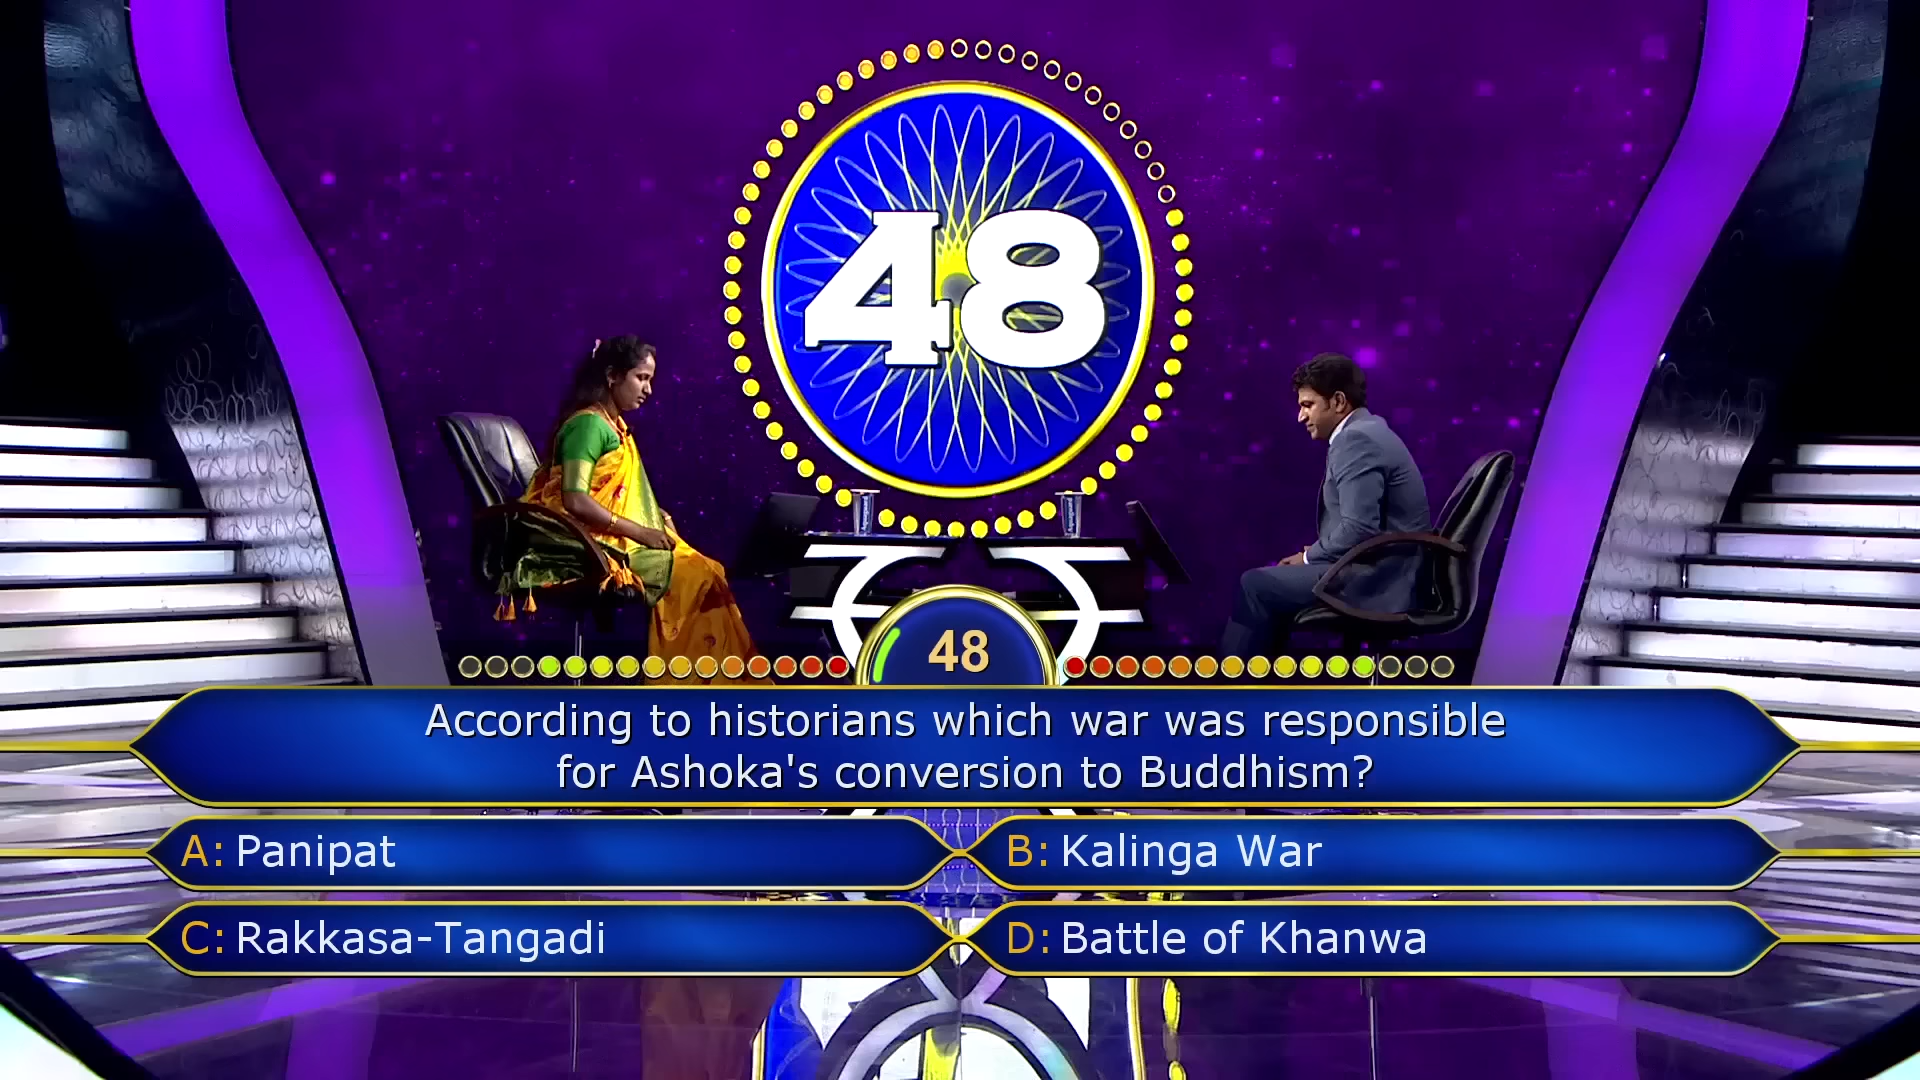 48
48
According to historians which war was responsible
for Ashoka's conversion to Buddhism?
A: Panipat
B: Kalinga War
C: Rakkasa-Tangadi
D: Battle of Khanwa